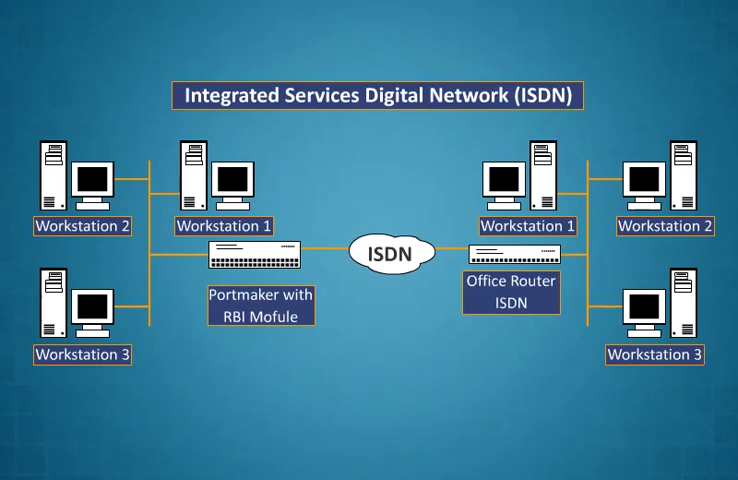 Integrated Services Digital Network (ISDN)
Workstation 2
Workstation 1
Workstation 1
Workstation 2
ISDN
Portmaker with
RBI Mofule
Office Router
ISDN
Workstation 3
Workstation 3